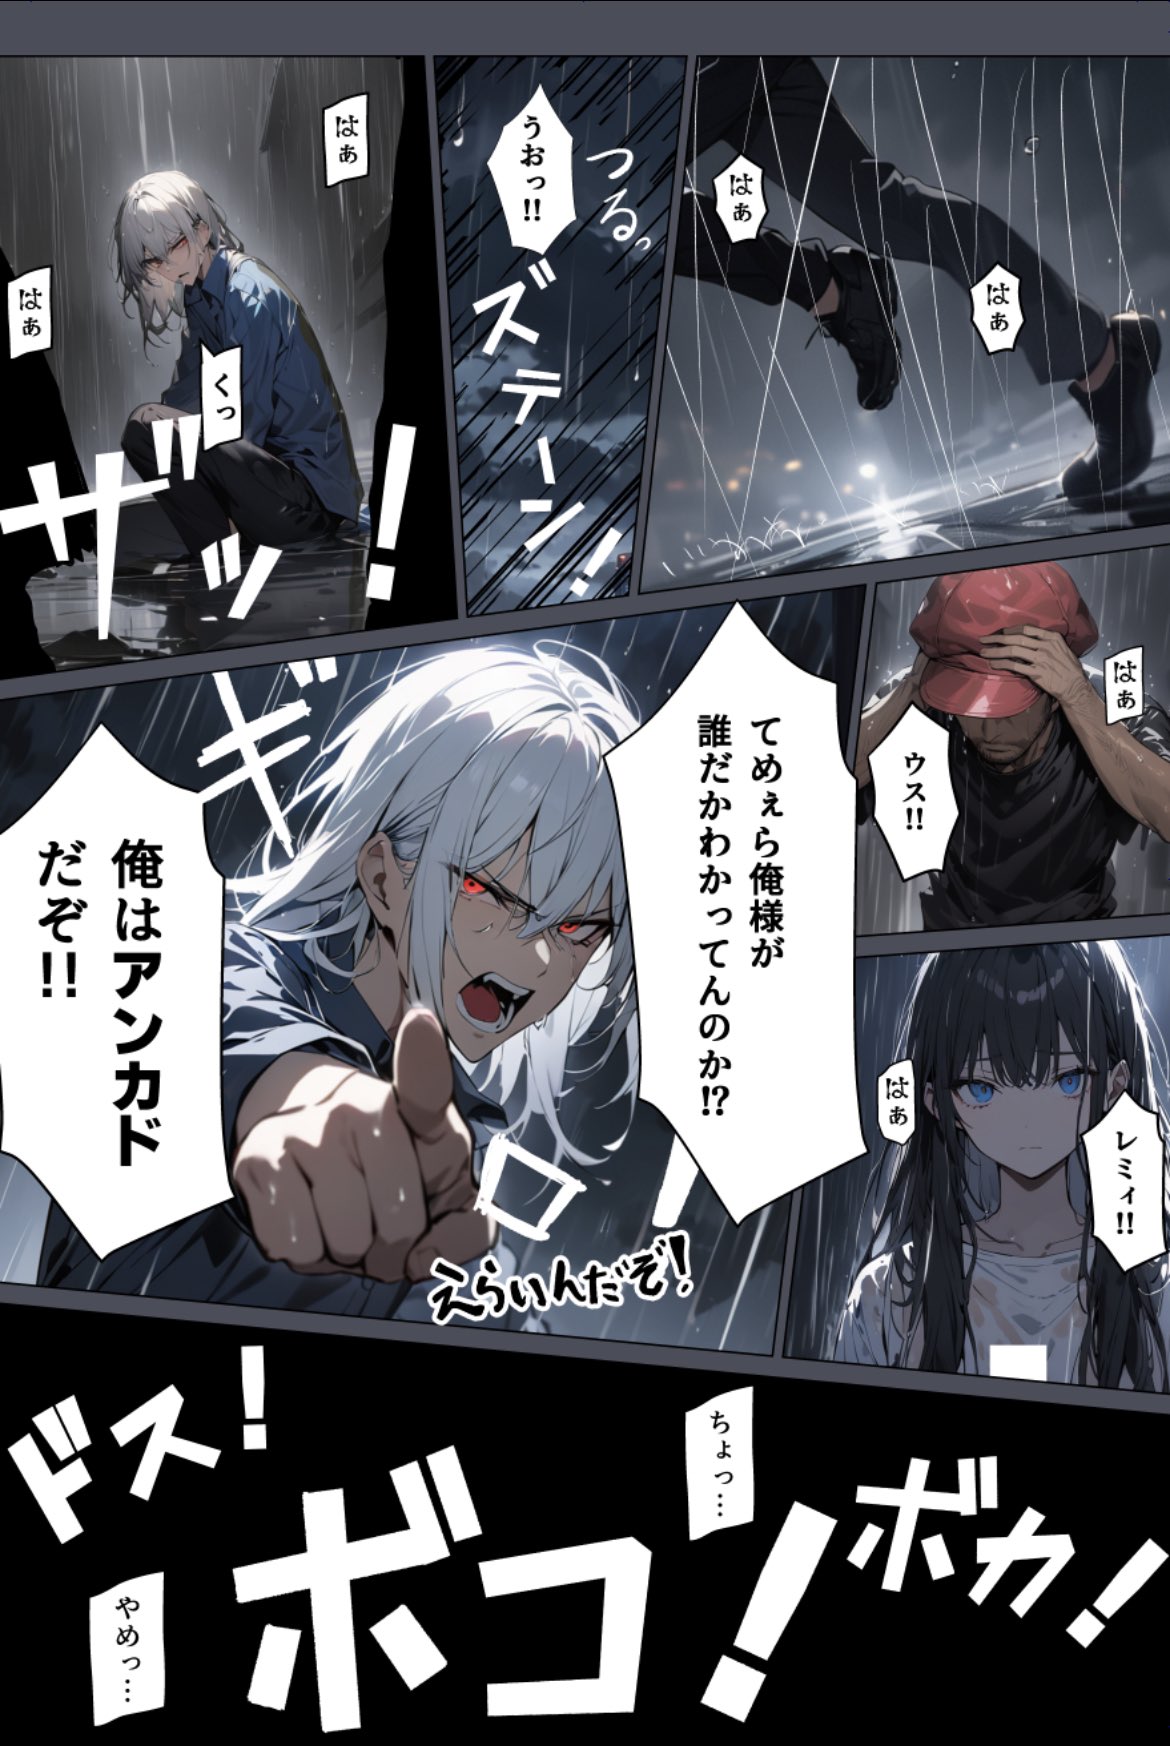 はぁ
はぁ
つるっ
うおっ!!
ズテーン!
はぁ
くっ
はぁ
ザッ!
はぁ
ウス!!
レミィ!!
はぁ
てめぇら俺様が
誰だかわかってんのか!?
ギロ!
俺はアンカド
だぞ!!
えらいんだぞ!
ボカ!
ちょっ…
ボコ!
ドス!
やめっ…